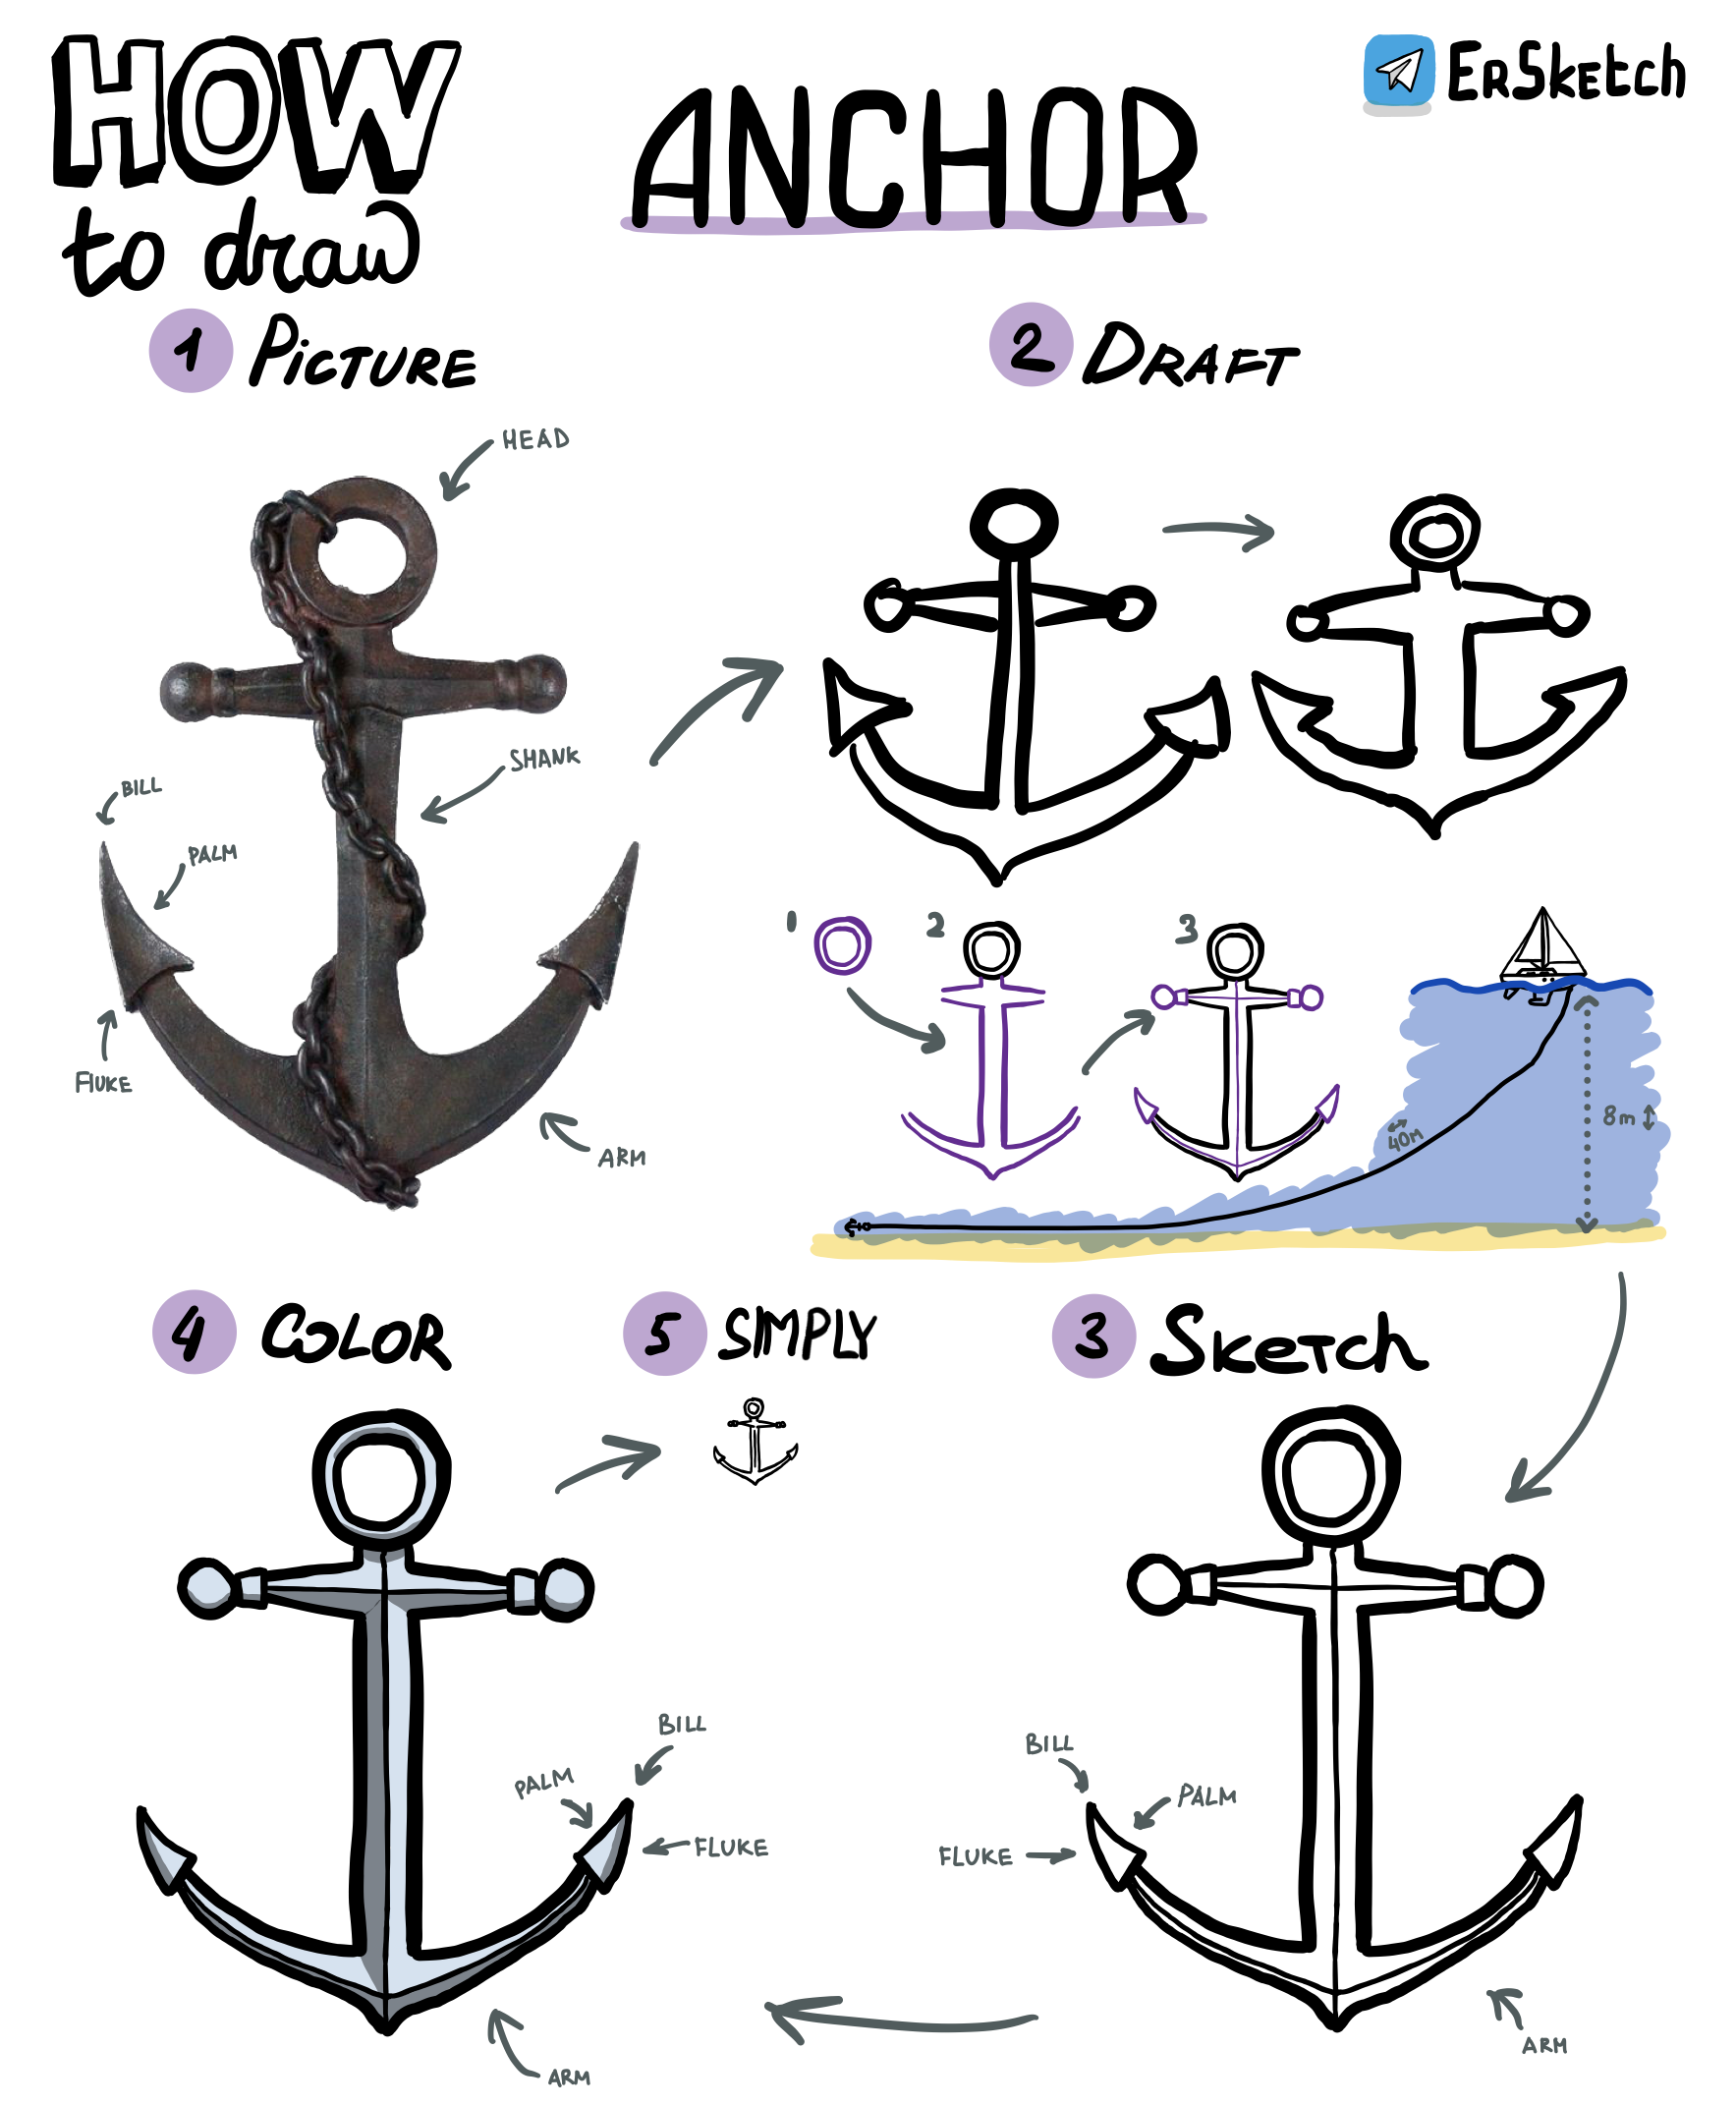 HOW
to draw
ANCHOR
ErSketch
1 PICTURE
2 DRAFT
HEAD
SHANK
BILL
PALM
FlUKE
ARM
1
2
3
40M
8m
4 COLOR
5 SMPLY
3 Sketch
BILL
PALM
FLUKE
ARM
BILL
PALM
FLUKE
ARM